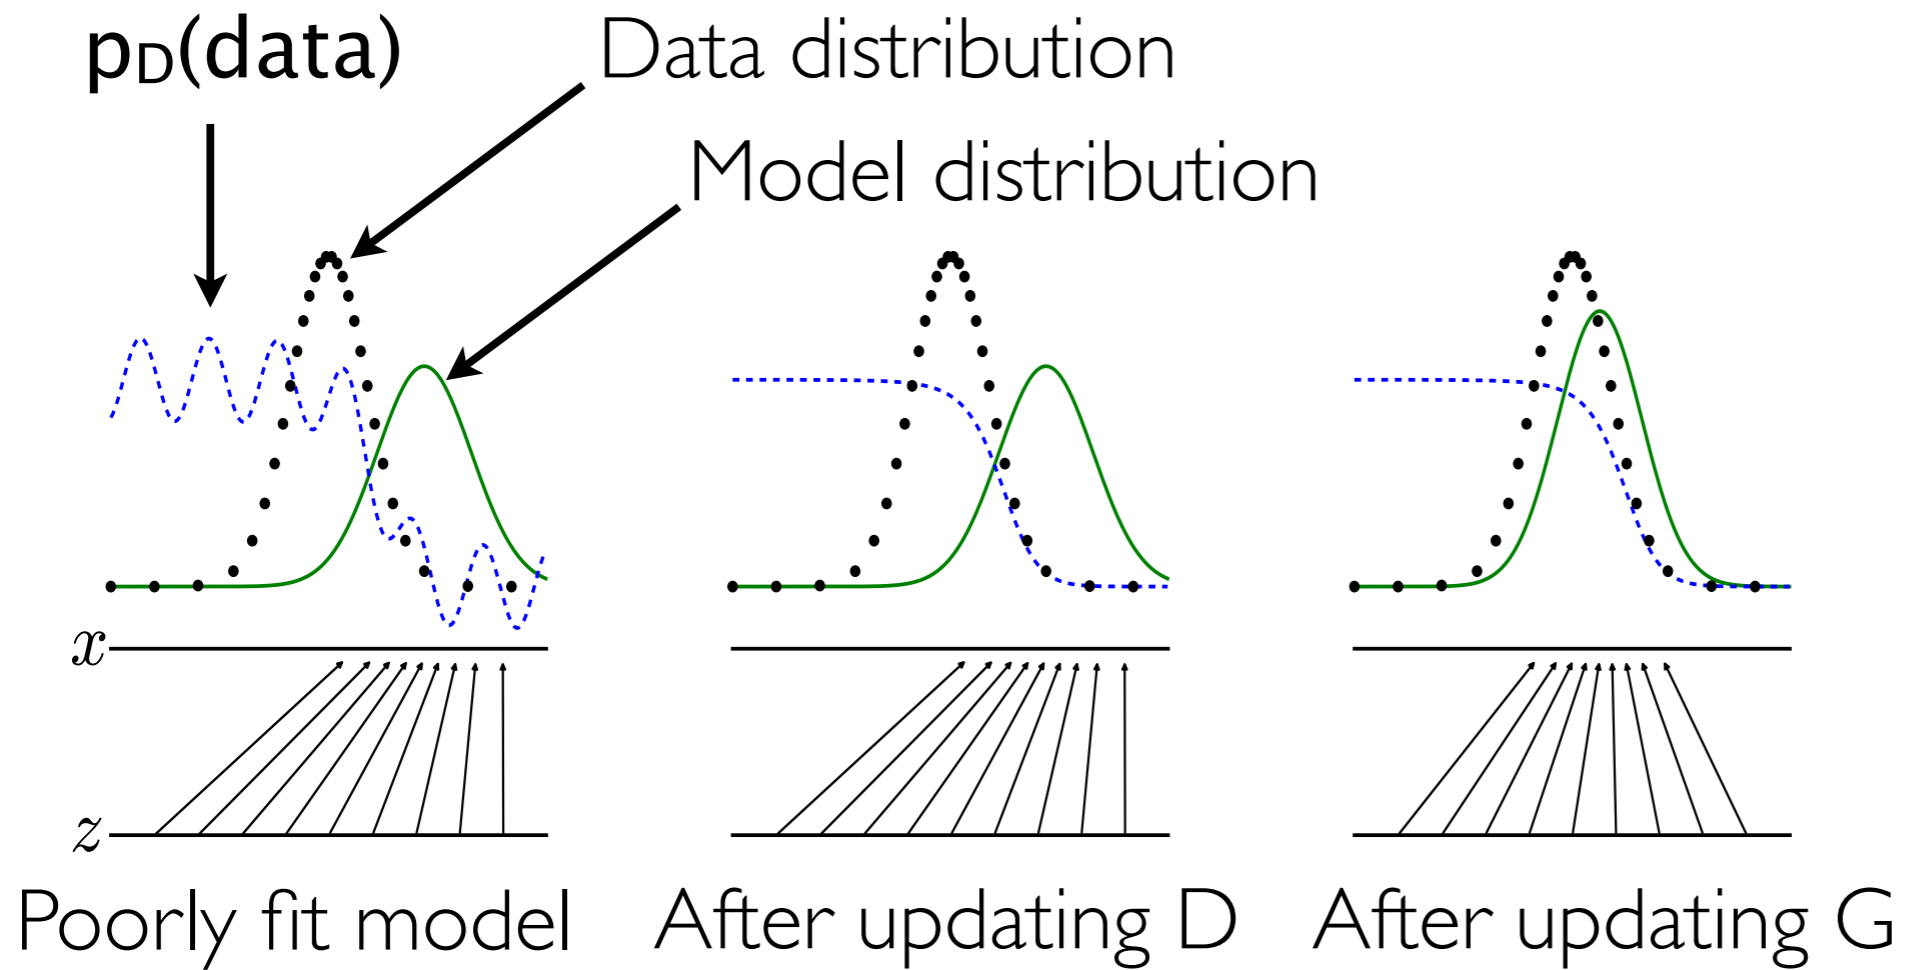 pD(data)
Data distribution
Model distribution
x
z
Poorly fit model
After updating D
After updating G